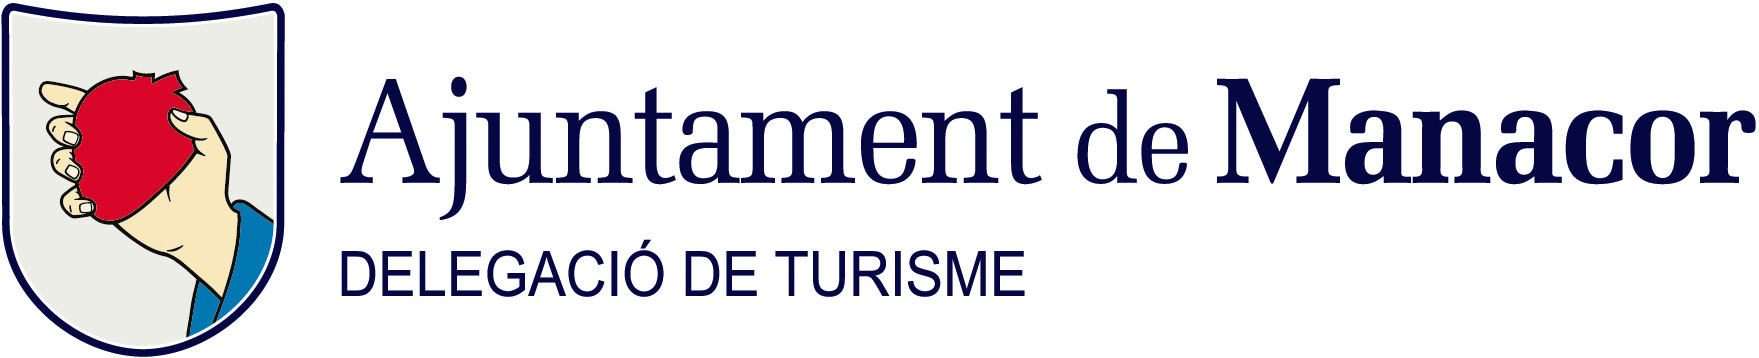 Ajuntament de Manacor
DELEGACIÓ DE TURISME